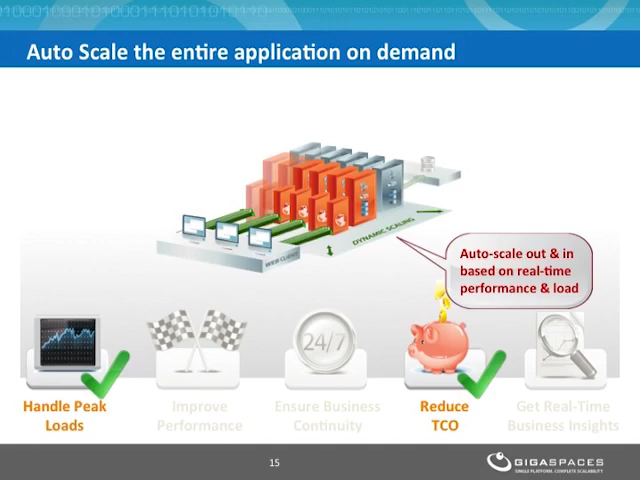 Auto Scale the entire application on demand
DYNAMIC SCALING
WEB CLIENT
Auto-scale out & in
based on real-time
performance & load
24/7
Handle Peak
Loads
Improve
Performance
Ensure Business
Continuity
Reduce
TCO
Get Real-Time
Business Insights
15
GIGASPACES
SINGLE PLATFORM. COMPLETE SCALABILITY.